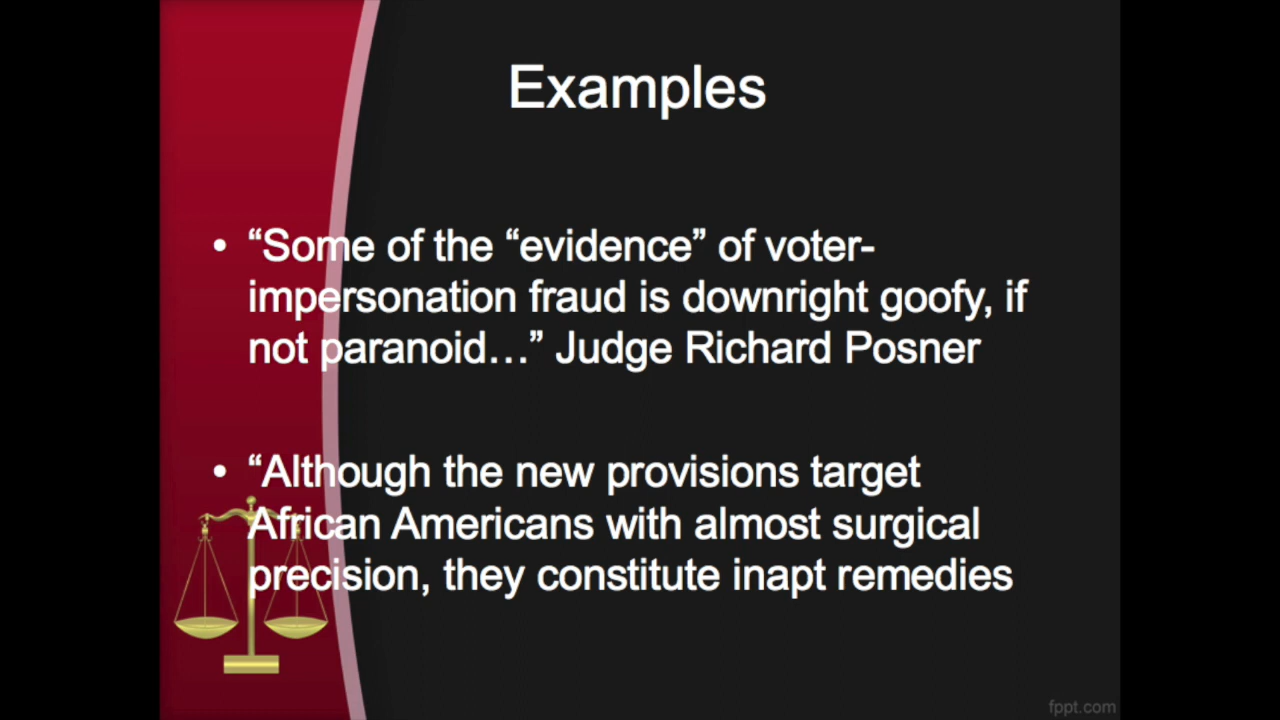 Examples
• “Some of the “evidence” of voter-
impersonation fraud is downright goofy, if
not paranoid…” Judge Richard Posner
• “Although the new provisions target
African Americans with almost surgical
precision, they constitute inapt remedies
fppt.com